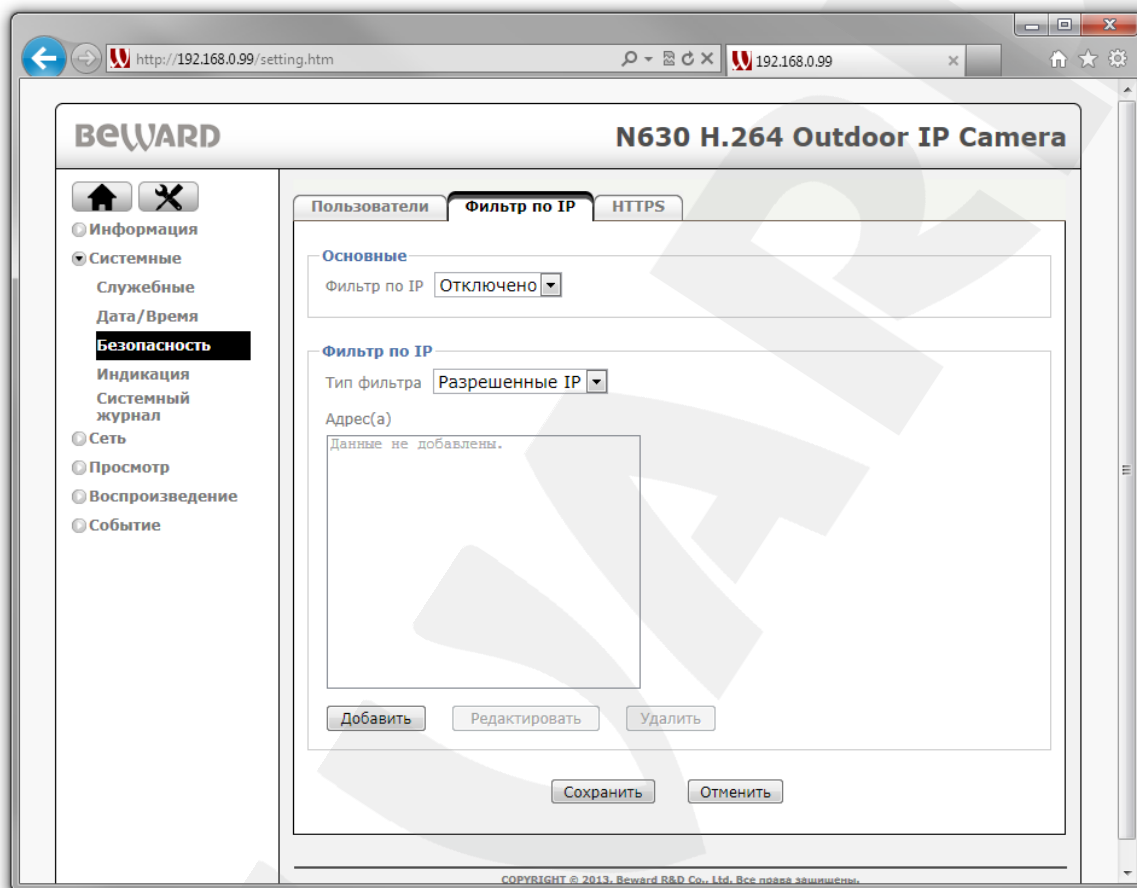 http://192.168.0.99/setting.htm
192.168.0.99
BEWARD
N630 H.264 Outdoor IP Camera
Информация
Системные
Служебные
Дата/Время
Безопасность
Индикация
Системный
журнал
Сеть
Просмотр
Воспроизведение
Событие
Пользователи
Фильтр по IP
HTTPS
Основные
Фильтр по IP
Отключено
Фильтр по IP
Тип фильтра
Разрешенные IP
Адрес(а)
Данные не добавлены.
Добавить
Редактировать
Удалить
Сохранить
Отменить
COPYRIGHT © 2013. Beward R&D Co., Ltd. Все права защищены.